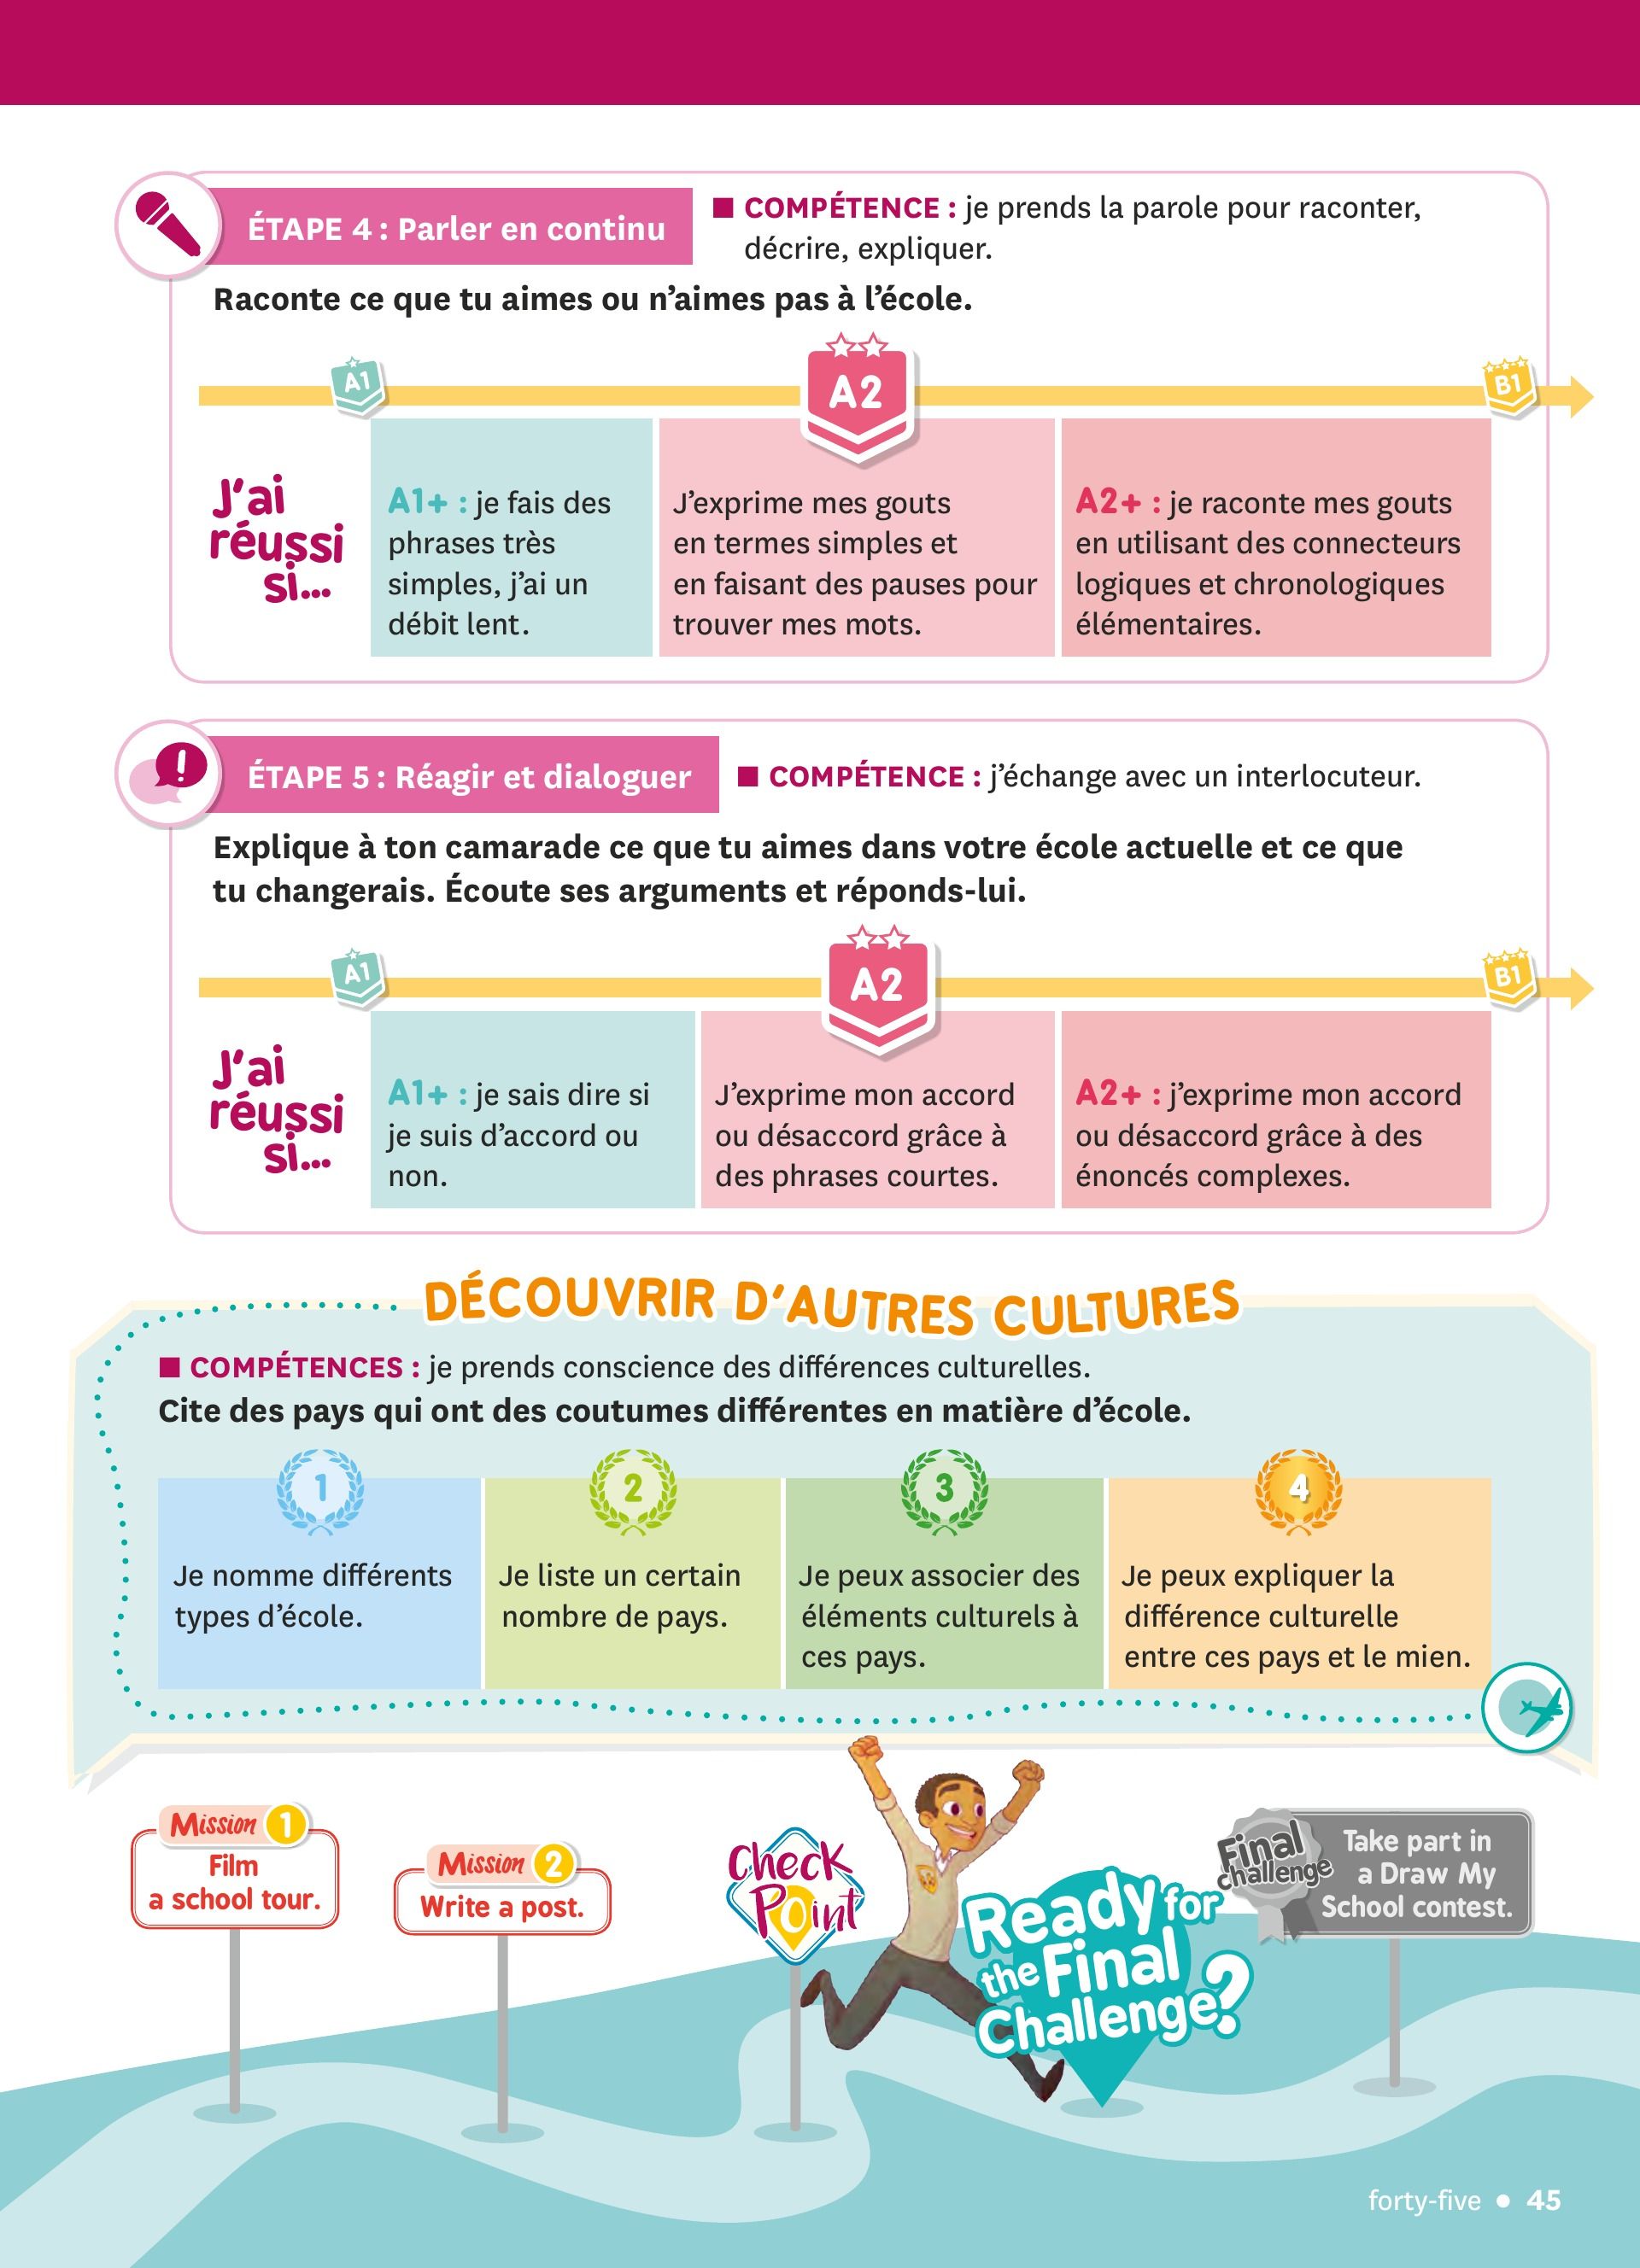 ÉTAPE 4 : Parler en continu
■ COMPÉTENCE : je prends la parole pour raconter,
décrire, expliquer.
Raconte ce que tu aimes ou n’aimes pas à l’école.
A1
A2
B1
J’ai
réussi
si...
A1+ : je fais des
phrases très
simples, j’ai un
débit lent.
J’exprime mes gouts
en termes simples et
en faisant des pauses pour
trouver mes mots.
A2+ : je raconte mes gouts
en utilisant des connecteurs
logiques et chronologiques
élémentaires.
ÉTAPE 5 : Réagir et dialoguer
■ COMPÉTENCE : j’échange avec un interlocuteur.
Explique à ton camarade ce que tu aimes dans votre école actuelle et ce que
tu changerais. Écoute ses arguments et réponds-lui.
A1
A2
B1
J’ai
réussi
si...
A1+ : je sais dire si
je suis d’accord ou
non.
J’exprime mon accord
ou désaccord grâce à
des phrases courtes.
A2+ : j’exprime mon accord
ou désaccord grâce à des
énoncés complexes.
DÉCOUVRIR D’AUTRES CULTURES
■ COMPÉTENCES : je prends conscience des différences culturelles.
Cite des pays qui ont des coutumes différentes en matière d’école.
1
Je nomme différents
types d’école.
2
Je liste un certain
nombre de pays.
3
Je peux associer des
éléments culturels à
ces pays.
4
Je peux expliquer la
différence culturelle
entre ces pays et le mien.
Mission 1
Film
a school tour.
Mission 2
Write a post.
Check
Point
Ready for
the Final
Challenge?
Final
challenge
Take part in
a Draw My
School contest.
forty-five • 45